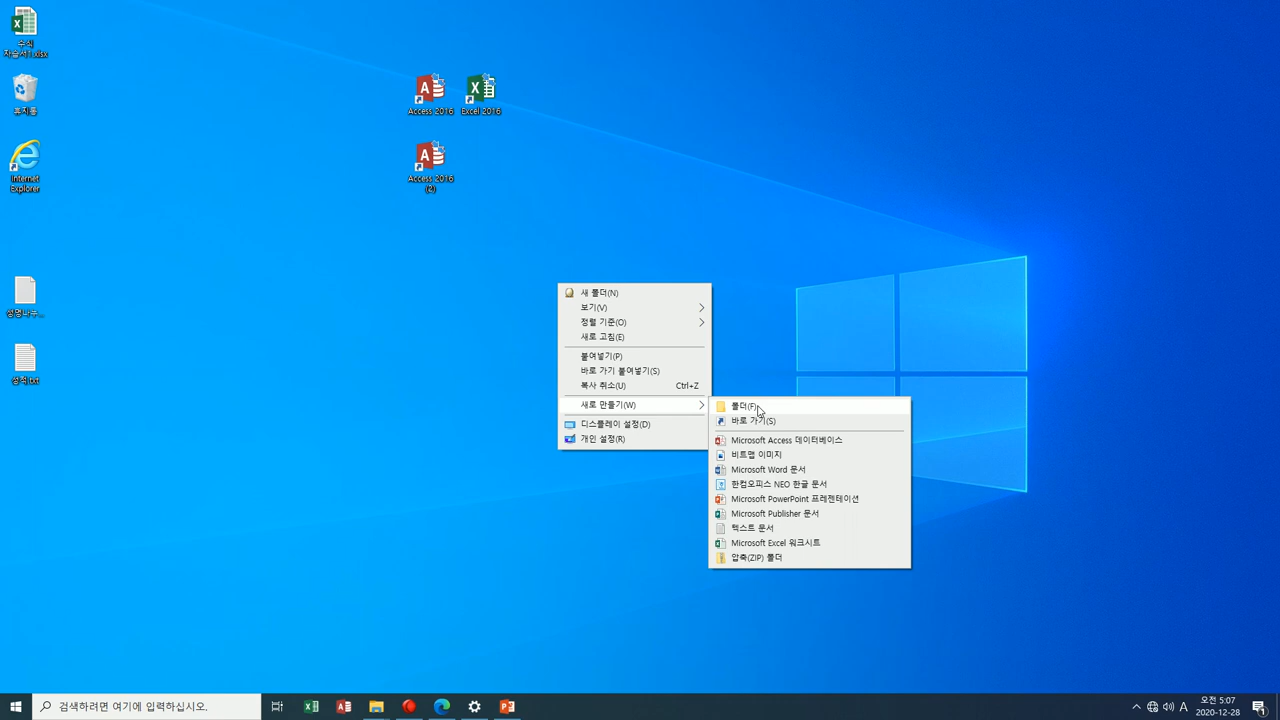 수식
자습서1.xlsx
휴지통
Internet
Explorer
성명나누...
성적.txt
Access 2016
Excel 2016
Access 2016
(2)
새 폴더(N)
보기(V)
정렬 기준(O)
새로 고침(E)
붙여넣기(P)
바로 가기 붙여넣기(S)
복사 취소(U) Ctrl+Z
새로 만들기(W)
디스플레이 설정(D)
개인 설정(R)
폴더(F)
바로 가기(S)
Microsoft Access 데이터베이스
비트맵 이미지
Microsoft Word 문서
한컴오피스 NEO 한글 문서
Microsoft PowerPoint 프레젠테이션
Microsoft Publisher 문서
텍스트 문서
Microsoft Excel 워크시트
압축(ZIP) 폴더
검색하려면 여기에 입력하십시오.
A
오전 5:07
2020-12-28
1